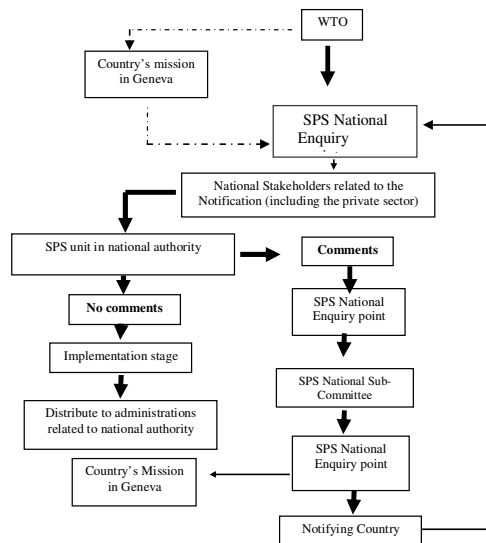 WTO
Country's mission
in Geneva
SPS National
Enquiry
National Stakeholders related to the
Notification (including the private sector)
SPS unit in national authority
Comments
No comments
SPS National
Enquiry point
Implementation stage
SPS National Sub-
Committee
Distribute to administrations
related to national authority
SPS National
Enquiry point
Country's Mission
in Geneva
Notifying Country